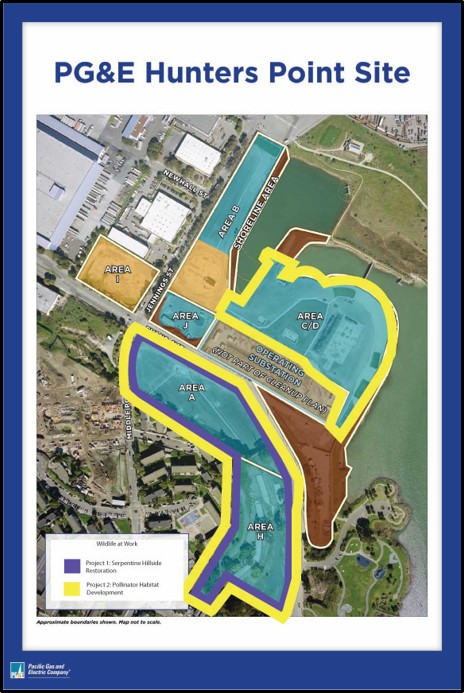 PG&E Hunters Point Site
NEWHALL ST
AREA B
SHORELINE AREA
AREA
I
JENNINGS ST
AREA
J
AREA
C/D
OPERATING
SUBSTATION
(NOT PART OF CLEANUP PLAN)
AREA
A
AREA
H
Wildlife at Work
Project 1: Serpentine Hillside
Restoration
Project 2: Pollinator Habitat
Development
Approximate boundaries shown. Map not to scale.
Pacific Gas and
Electric Company®